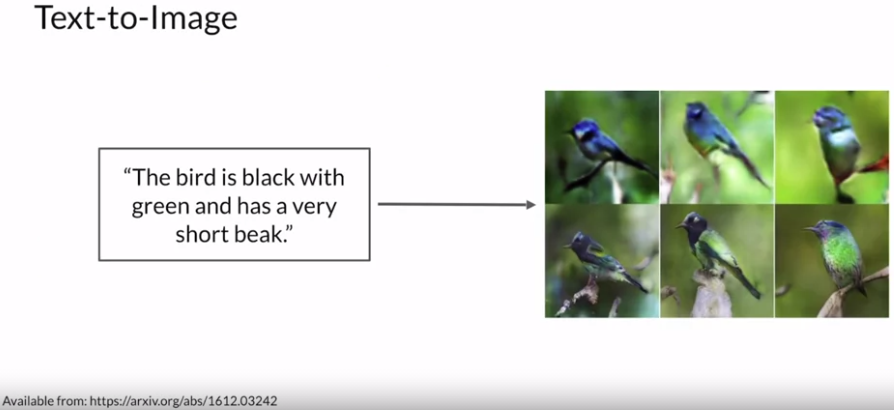 Text-to-Image
“The bird is black with
green and has a very
short beak.”
Available from: https://arxiv.org/abs/1612.03242